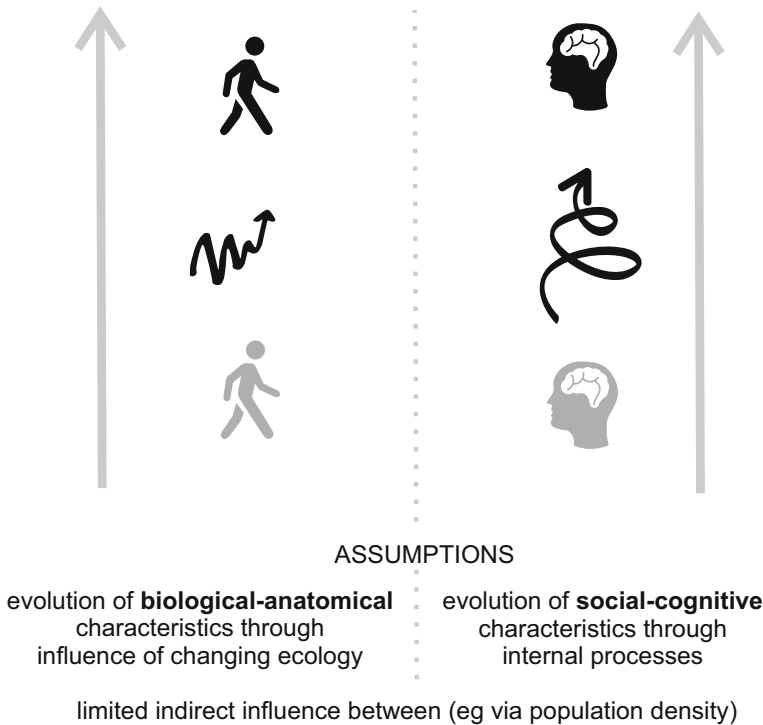 ASSUMPTIONS
evolution of biological-anatomical
characteristics through
influence of changing ecology
evolution of social-cognitive
characteristics through
internal processes
limited indirect influence between (eg via population density)